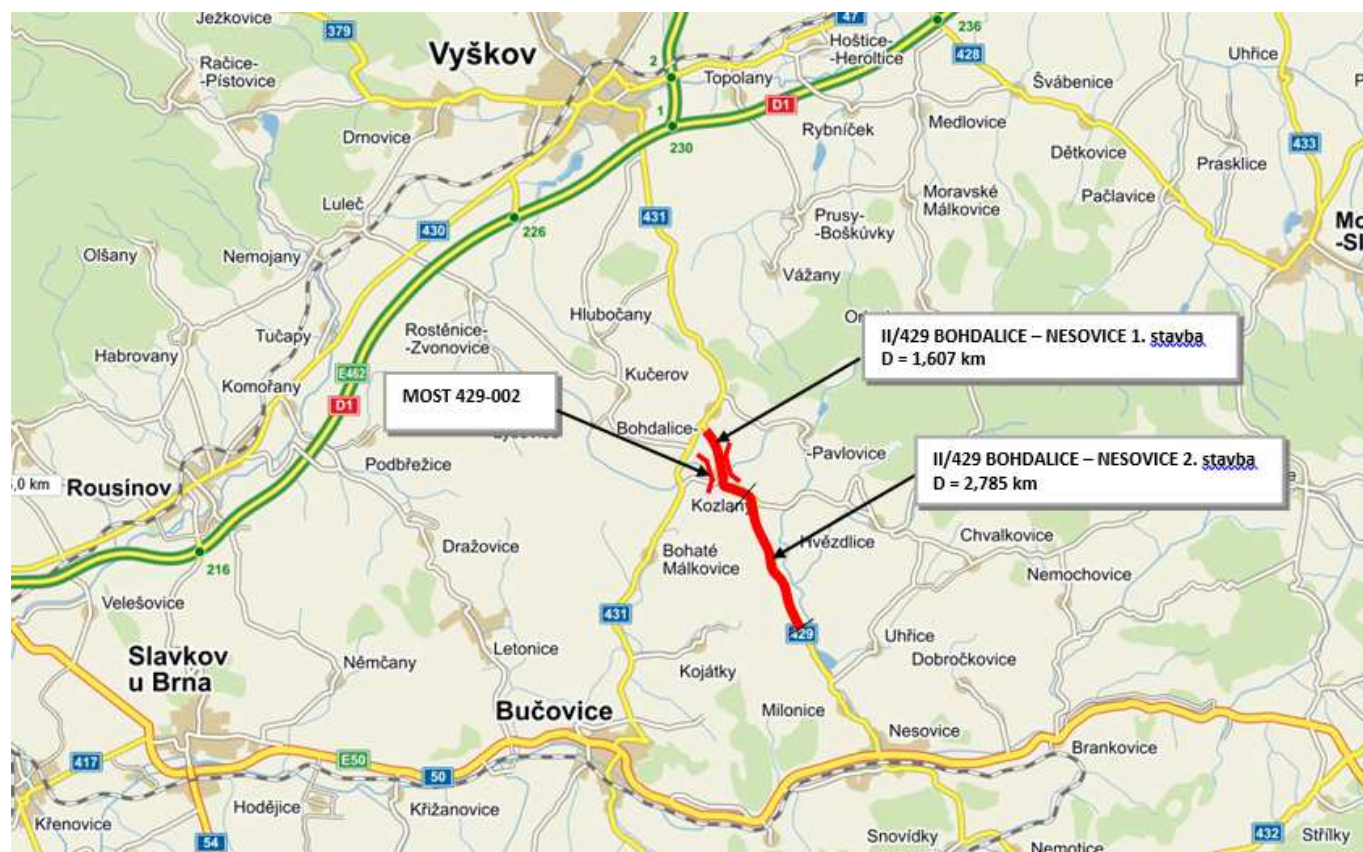 Ježkovice
379
Vyškov
2
47
Hoštice-
-Heroltice
236
428
Uhřice
Račice-
-Pístovice
Topolany
1
D1
Švábenice
Drnovice
230
Rybníček
Medlovice
433
Dětkovice
Prasklice
Luleč
431
Moravské
Málkovice
Pačlavice
430
226
Prusy-
-Boškůvky
Olšany
Nemojany
Vážany
Hlubočany
Tučapy
Rostěnice-
-Zvonovice
II/429 BOHDALICE – NESOVICE 1. stavba
D = 1,607 km
Habrovany
E462
Kučerov
Komořany
MOST 429-002
D1
Bohdalice-
-Pavlovice
II/429 BOHDALICE – NESOVICE 2. stavba
D = 2,785 km
Podbřežice
,0 km
Rousínov
Kozlany
Hvězdlice
Chvalkovice
Dražovice
Bohaté
Málkovice
216
Nemochovice
Velešovice
431
429
Uhřice
Slavkov
u Brna
Němčany
Letonice
Kojátky
Dobročkovice
Bučovice
Milonice
Nesovice
Brankovice
417
E50
50
Hodějice
Křižanovice
Křenovice
54
Snovídky
Nemotice
432
Střílky